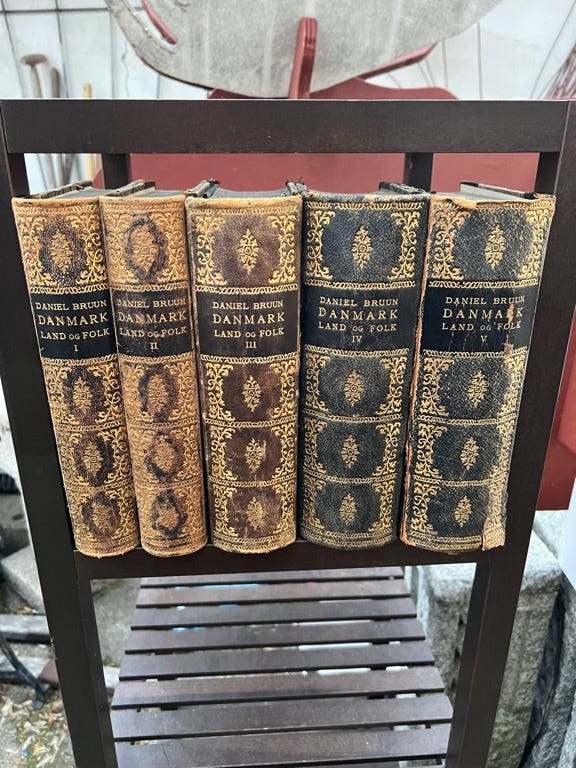 DANIEL BRUUN
DANMARK
LAND OG FOLK
I
DANIEL BRUUN
DANMARK
LAND OG FOLK
II
DANIEL BRUUN
DANMARK
LAND OG FOLK
III
DANIEL BRUUN
DANMARK
LAND OG FOLK
IV
DANIEL BRUUN
DANMARK
LAND OG FOLK
V